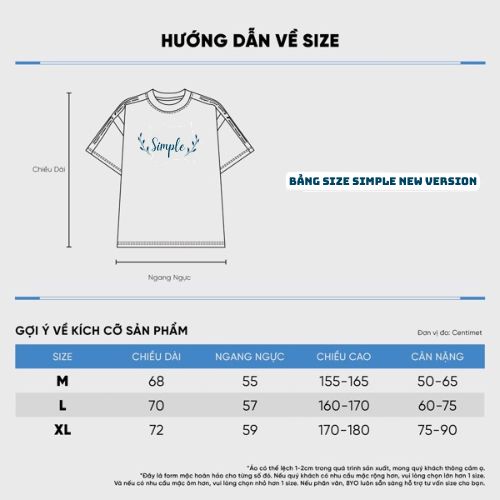 HƯỚNG DẪN VỀ SIZE
Chiều Dài
Simple
BẢNG SIZE SIMPLE NEW VERSION
Ngang Ngực
GỢI Ý VỀ KÍCH CỠ SẢN PHẨM
Đơn vị đo: Centimet
SIZE CHIỀU DÀI NGANG NGỰC CHIỀU CAO CÂN NẶNG
M 68 55 155-165 50-65
L 70 57 160-170 60-75
XL 72 59 170-180 75-90
*Áo có thể lệch 1-2cm trong quá trình sản xuất, mong quý khách thông cảm ạ.
*Đây là form mặc hoàn hảo cho từng số đo. Nếu quý khách có nhu cầu mặc rộng hơn, vui lòng chọn lớn hơn 1 size.
Và nếu có nhu cầu mặc ôm hơn, vui lòng chọn nhỏ hơn 1 size. Nếu phân vân, BYO luôn sẵn sàng hỗ trợ tư vấn size cho bạn.